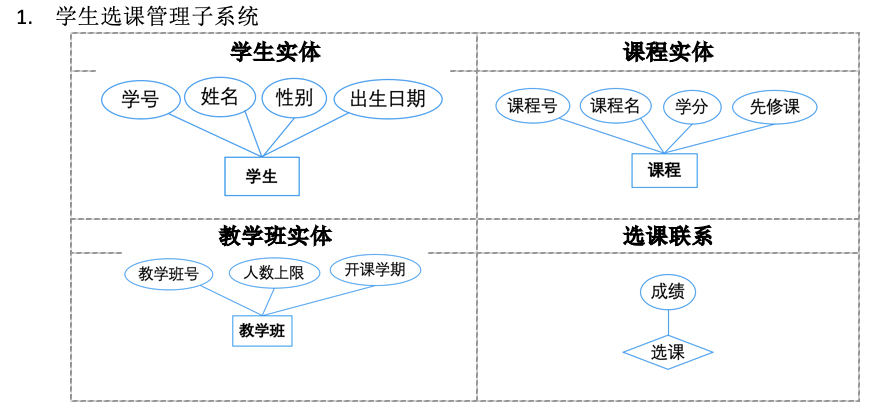 1. 学生选课管理子系统
学生实体 课程实体
学号 姓名 性别 出生日期
课程号 课程名 学分 先修课
学生
课程
教学班实体 选课联系
教学班号 人数上限 开课学期
成绩
教学班
选课